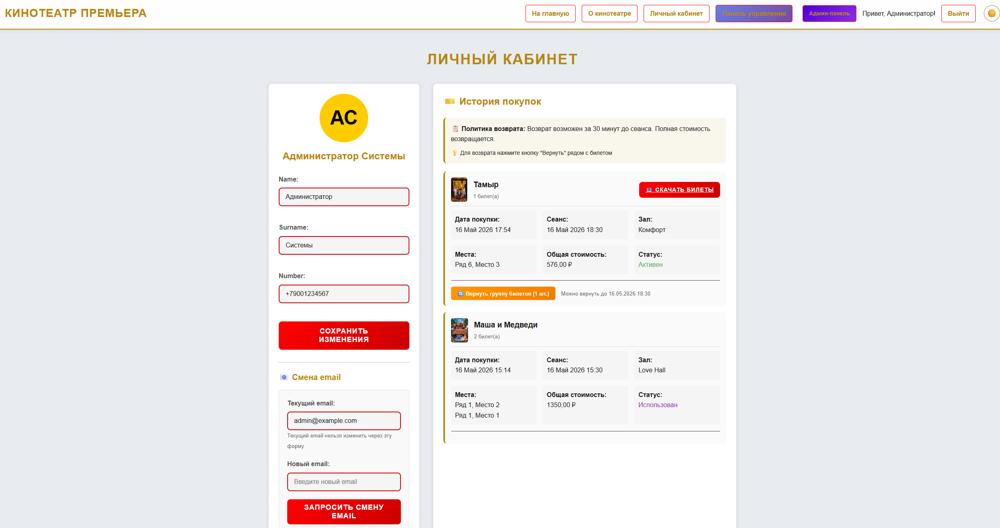 КИНОТЕАТР ПРЕМЬЕРА
На главную
О кинотеатре
Личный кабинет
Панель управления
Админ-панель
Привет, Администратор!
Выйти
ЛИЧНЫЙ КАБИНЕТ
АС
Администратор Системы
Name:
Администратор
Surname:
Системы
Number:
+79001234567
СОХРАНИТЬ
ИЗМЕНЕНИЯ
Смена email
Текущий email:
admin@example.com
Текущий email нельзя изменить через эту
форму
Новый email:
Введите новый email
ЗАПРОСИТЬ СМЕНУ
EMAIL
История покупок
Политика возврата: Возврат возможен за 30 минут до сеанса. Полная стоимость
возвращается.
Для возврата нажмите кнопку "Вернуть" рядом с билетом
ТАМЫР
Тамыр
1 билет(а)
СКАЧАТЬ БИЛЕТЫ
Дата покупки:
16 Май 2026 17:54
Сеанс:
16 Май 2026 18:30
Зал:
Комфорт
Места:
Ряд 6, Место 3
Общая стоимость:
576,00 ₽
Статус:
Активен
Вернуть группу билетов (1 шт.)
Можно вернуть до 16.05.2026 18:30
Маша и Медведи
2 билет(а)
Дата покупки:
16 Май 2026 15:14
Сеанс:
16 Май 2026 15:30
Зал:
Love Hall
Места:
Ряд 1, Место 2
Ряд 1, Место 1
Общая стоимость:
1350,00 ₽
Статус:
Использован